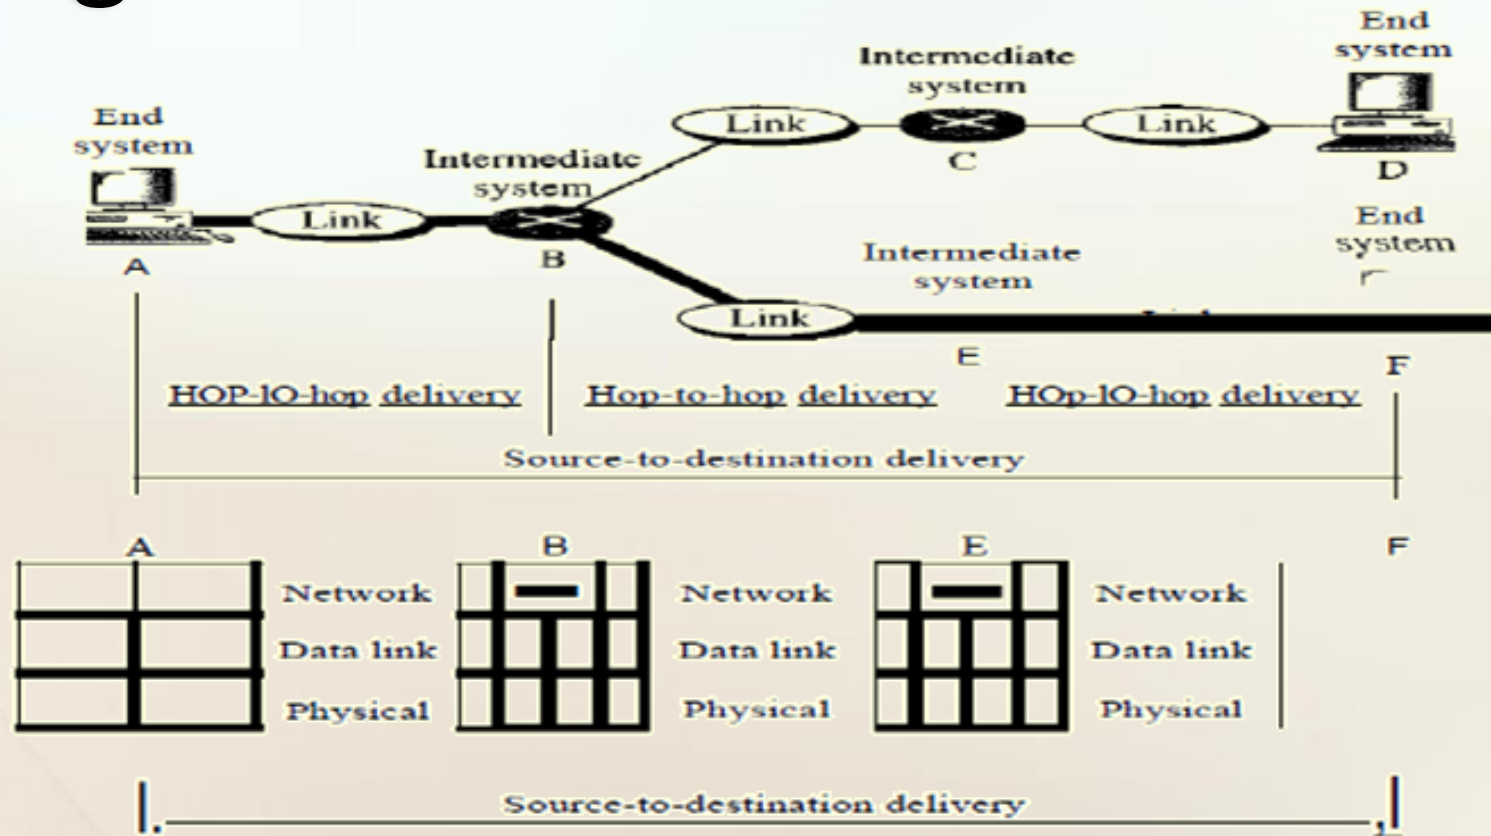 End
system
Intermediate
system
End
system
Link
Link
C
D
Intermediate
system
Link
B
A
End
system
Intermediate
system
Link
E
F
HOP-lO-hop delivery
Hop-to-hop delivery
HOp-lO-hop delivery
Source-to-destination delivery
A
B
E
F
Network
Network
Network
Data link
Data link
Data link
Physical
Physical
Physical
Source-to-destination delivery